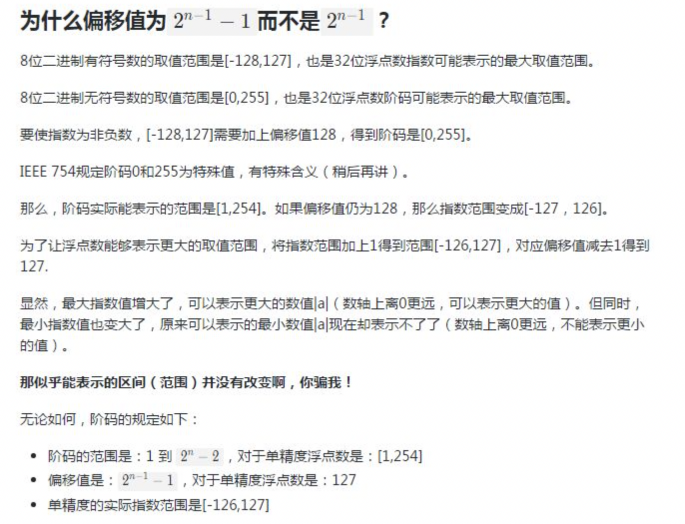 为什么偏移值为 2^{n-1} - 1 而不是 2^{n-1} ？
8位二进制有符号数的取值范围是[-128,127]，也是32位浮点数指数可能表示的最大取值范围。
8位二进制无符号数的取值范围是[0,255]，也是32位浮点数阶码可能表示的最大取值范围。
要使指数为非负数，[-128,127]需要加上偏移值128，得到阶码是[0,255]。
IEEE 754规定阶码0和255为特殊值，有特殊含义（稍后再讲）。
那么，阶码实际能表示的范围是[1,254]。如果偏移值仍为128，那么指数范围变成[-127，126]。
为了让浮点数能够表示更大的取值范围，将指数范围加上1得到范围[-126,127]，对应偏移值减去1得到
127.
显然，最大指数值增大了，可以表示更大的数值|a|（数轴上离0更远，可以表示更大的值）。但同时，
最小指数值也变大了，原来可以表示的最小数值|a|现在却表示不了了（数轴上离0更远，不能表示更小
的值）。
那似乎能表示的区间（范围）并没有改变啊，你骗我！
无论如何，阶码的规定如下：
• 阶码的范围是：1 到 2^n - 2 ，对于单精度浮点数是：[1,254]
• 偏移值是： 2^{n-1} - 1 ，对于单精度浮点数是：127
• 单精度的实际指数范围是[-126,127]